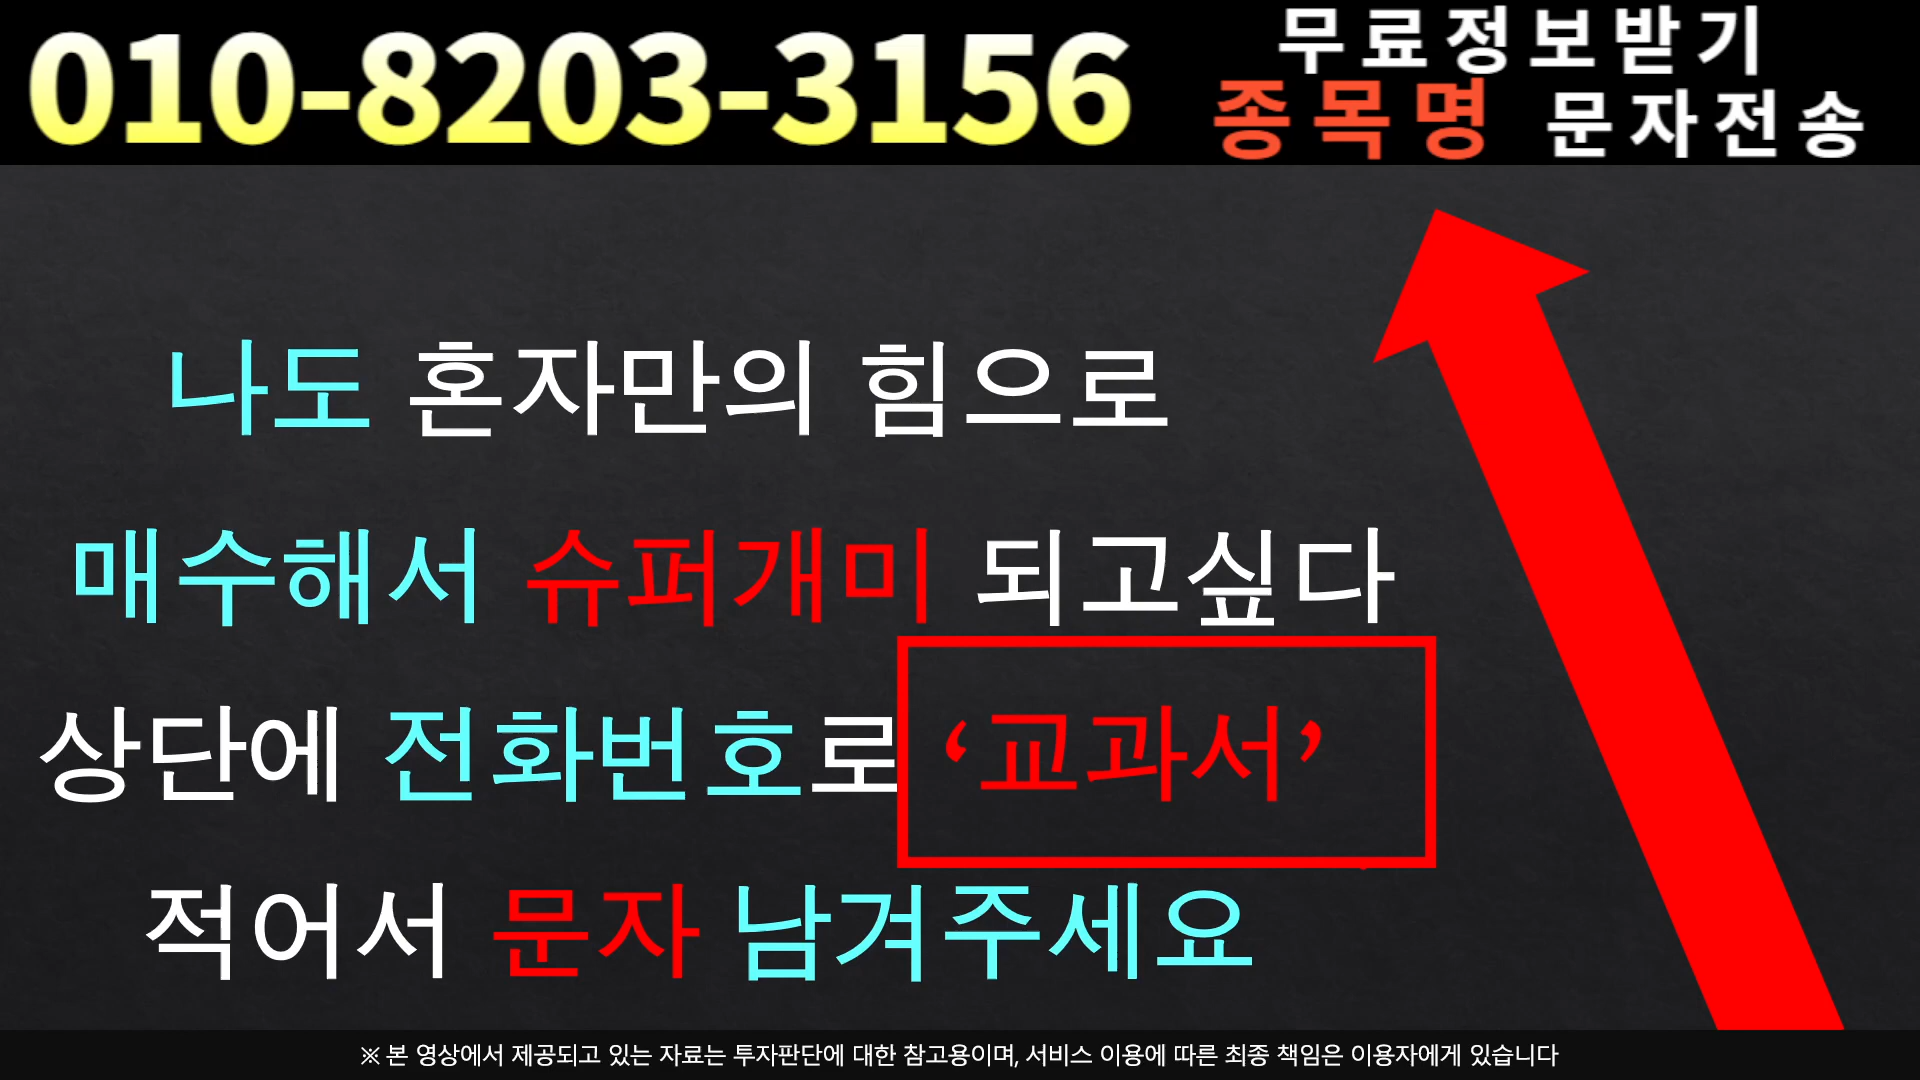 010-8203-3156
무료정보받기
종목명 문자전송
나도 혼자만의 힘으로
매수해서 슈퍼개미 되고싶다
상단에 전화번호로 ‘교과서’
적어서 문자 남겨주세요
※ 본 영상에서 제공되고 있는 자료는 투자판단에 대한 참고용이며, 서비스 이용에 따른 최종 책임은 이용자에게 있습니다